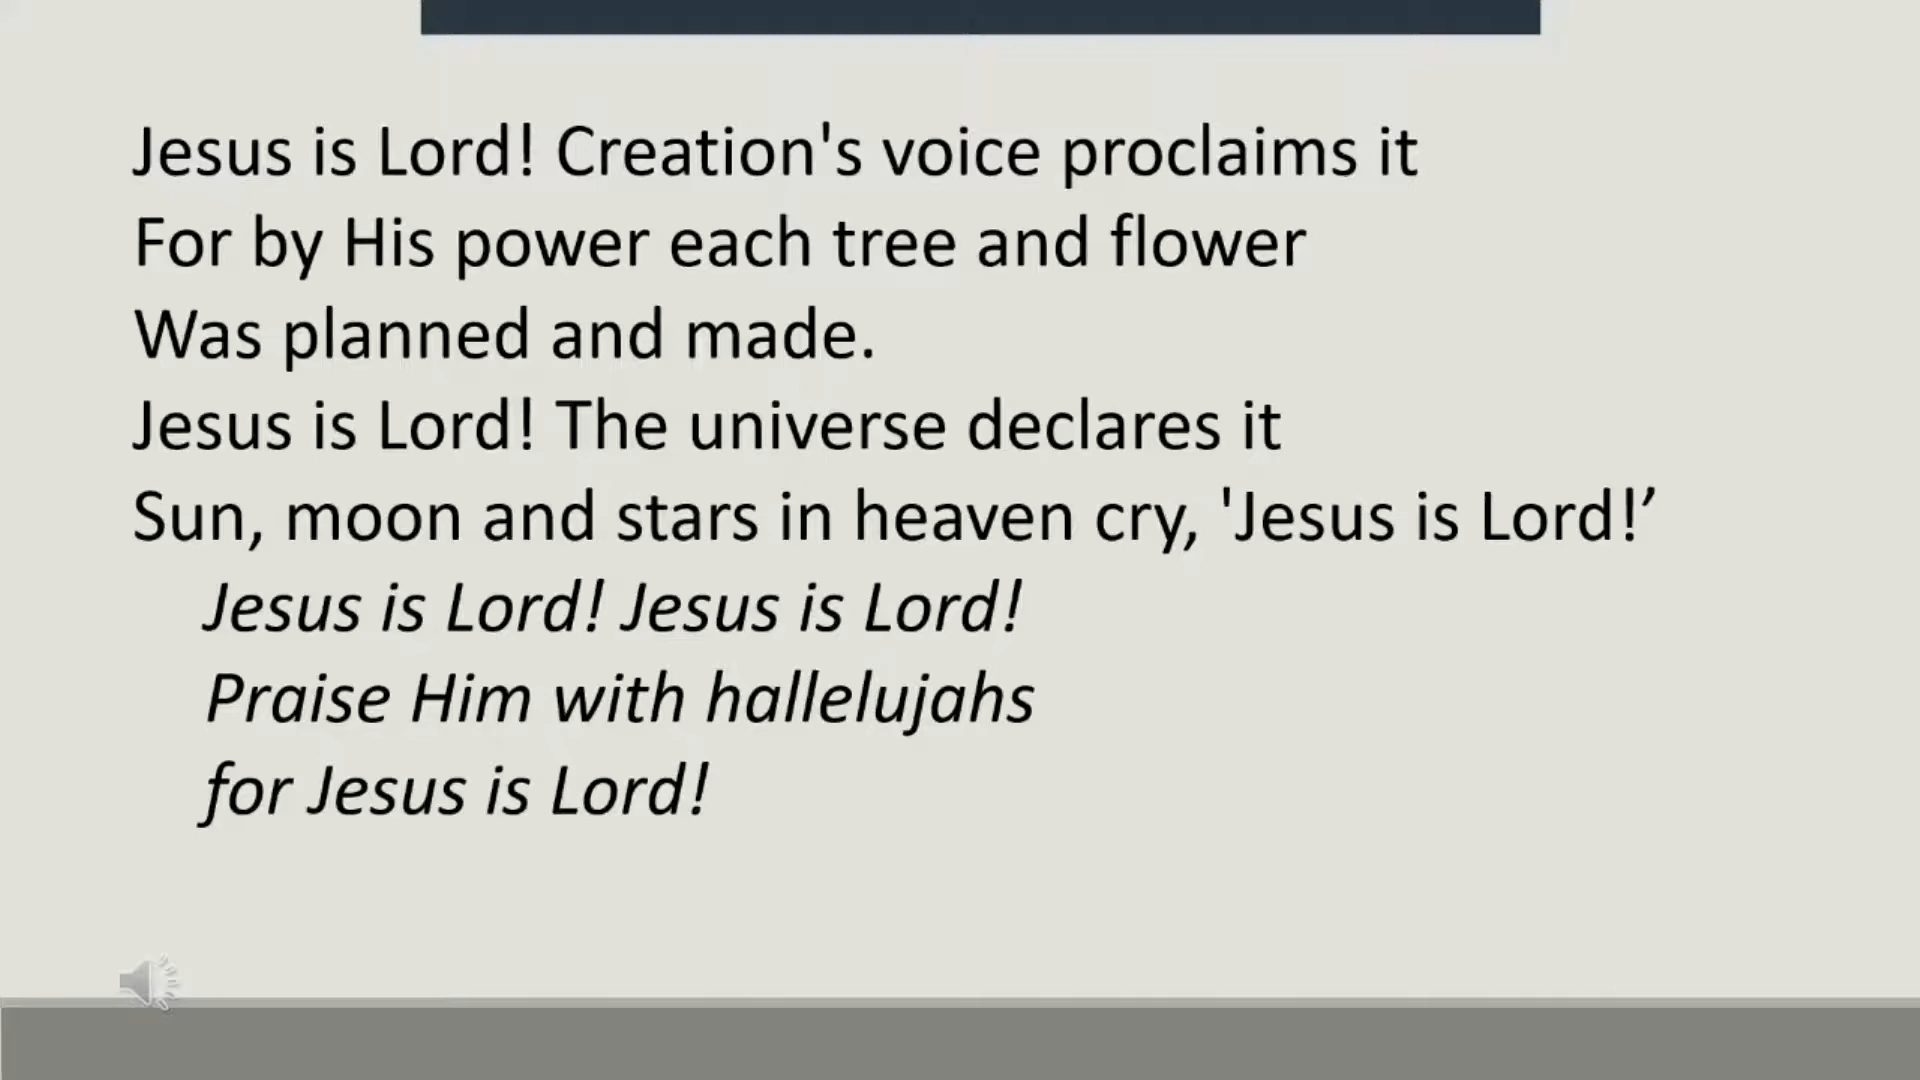 Jesus is Lord! Creation's voice proclaims it
For by His power each tree and flower
Was planned and made.
Jesus is Lord! The universe declares it
Sun, moon and stars in heaven cry, 'Jesus is Lord!’
Jesus is Lord! Jesus is Lord!
Praise Him with hallelujahs
for Jesus is Lord!